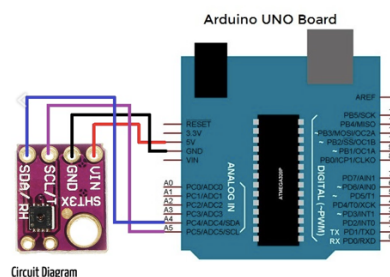 Arduino UNO Board
AREF
RESET
3.3V
5V
GND
VIN
PB5/SCK
PB4/MISO
~PB3/MOSI/OC2A
~PB2/SS/OC1B
~PB1/OC1A
PB0/ICP1/CLKO
ANALOG IN
DIGITAL (~PWM)
ATMEGA328P
A0
A1
A2
A3
A4
A5
PC0/ADC0
PC1/ADC1
PC2/ADC2
PC3/ADC3
PC4/ADC4/SDA
PC5/ADC5/SCL
PD7/AIN1
~PD6/AIN0
~PD5/T1
PD4/T0/XCK
~PD3/INT1
PD2/INT0
TX PD1/TXD
RX PD0/RXD
SDA/RH
SCL/T
GND
VIN
SHT3X
Circuit Diagram